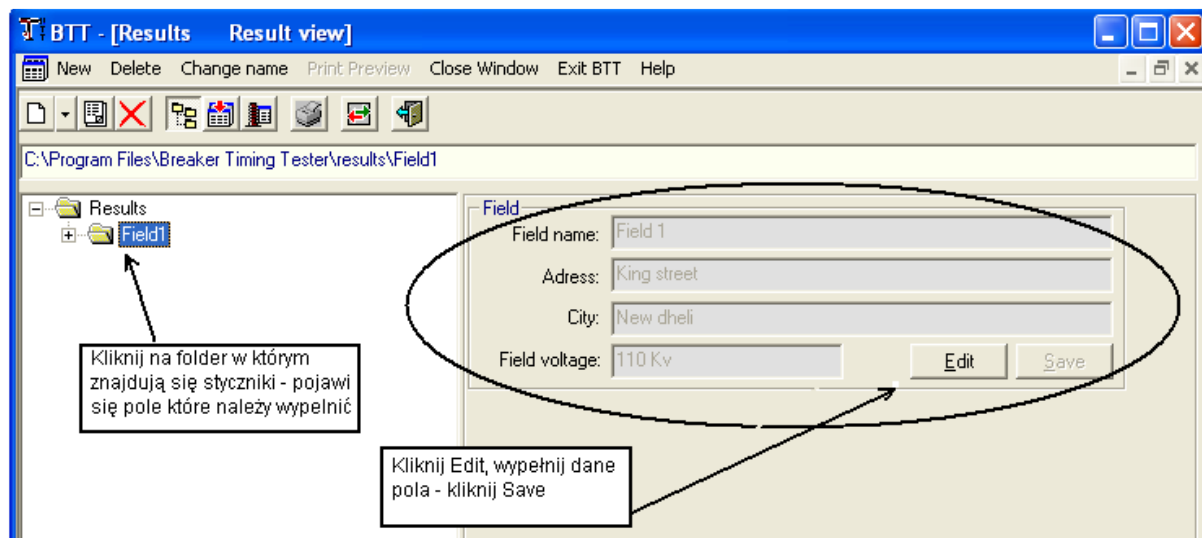 BTT - [Results Result view]
New Delete Change name Print Preview Close Window Exit BTT Help
C:\Program Files\Breaker Timing Tester\results\Field1
Results
Field1
Kliknij na folder w którym
znajdują się styczniki - pojawi
się pole które należy wypelnić
Field
Field name: Field 1
Adress: King street
City: New dheli
Field voltage: 110 Kv
Edit Save
Kliknij Edit, wypełnij dane
pola - kliknij Save